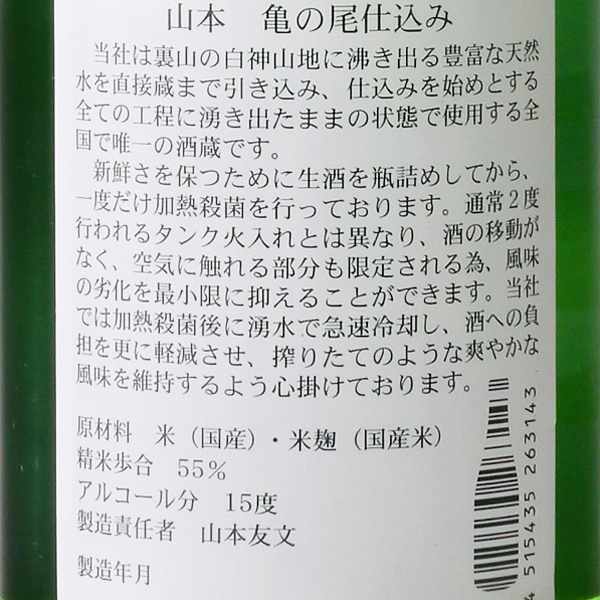 山本 亀の尾仕込み
当社は裏山の白神山地に沸き出る豊富な天然
水を直接蔵まで引き込み、仕込みを始めとする
全ての工程に湧き出たままの状態で使用する全
国で唯一の酒蔵です。
新鮮さを保つために生酒を瓶詰めしてから、
一度だけ加熱殺菌を行っております。通常2度
行われるタンク火入れとは異なり、酒の移動が
なく、空気に触れる部分も限定される為、風味
の劣化を最小限に抑えることができます。当社
では加熱殺菌後に湧水で急速冷却し、酒への負
担を更に軽減させ、搾りたてのような爽やかな
風味を維持するよう心掛けております。
原材料 米(国産)・米麹(国産米)
精米歩合 55%
アルコール分 15度
製造責任者 山本友文
製造年月
4 515435 263143